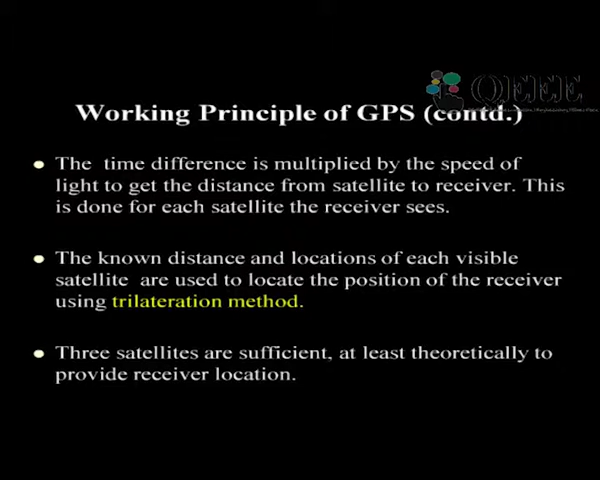 QEEE
Working Principle of GPS (contd.)
The time difference is multiplied by the speed of
light to get the distance from satellite to receiver. This
is done for each satellite the receiver sees.
The known distance and locations of each visible
satellite are used to locate the position of the receiver
using trilateration method.
Three satellites are sufficient, at least theoretically to
provide receiver location.